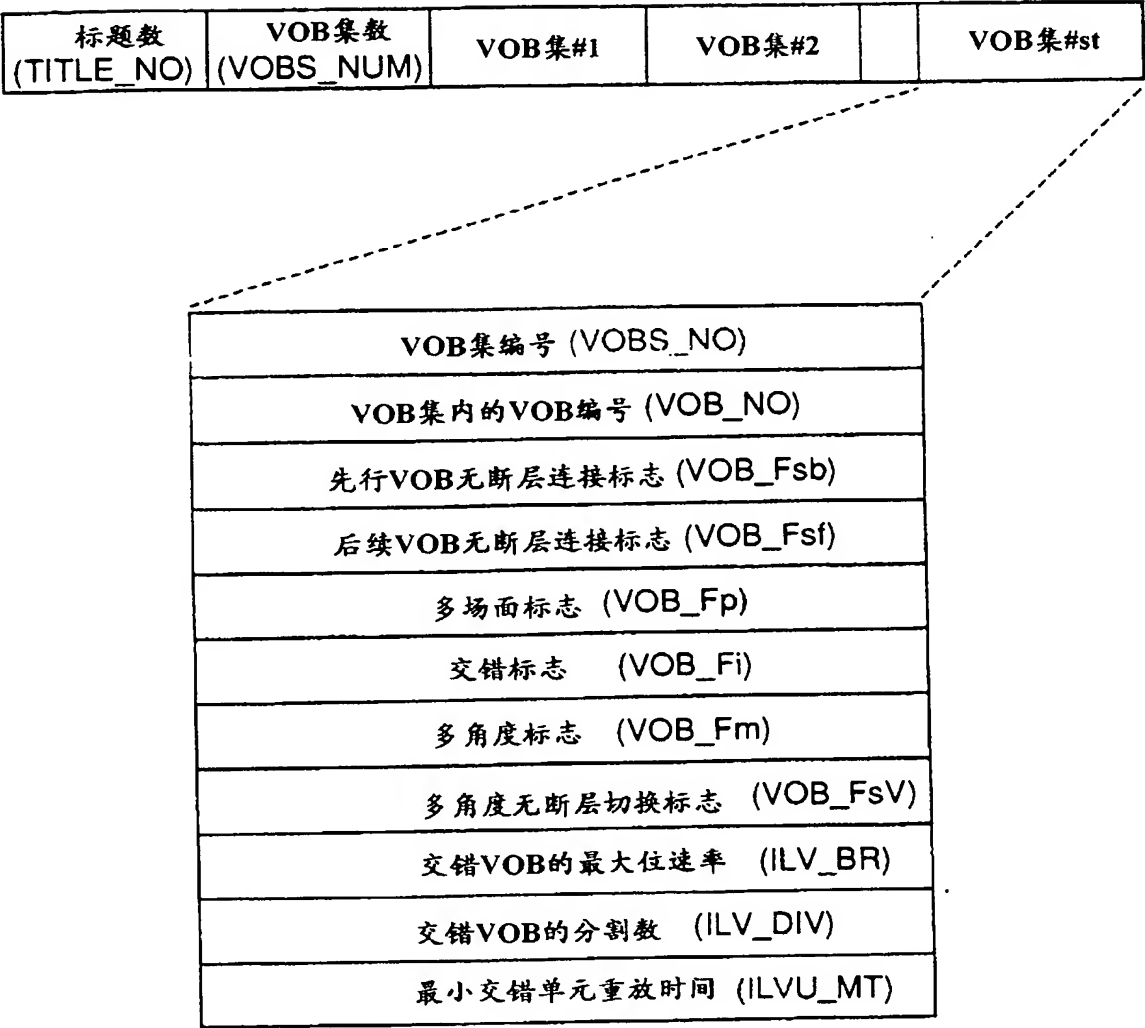 标题数
(TITLE_NO)
VOB集数
(VOBS_NUM)
VOB集#1
VOB集#2
VOB集#st
VOB集编号 (VOBS_NO)
VOB集内的VOB编号 (VOB_NO)
先行VOB无断层连接标志 (VOB_Fsb)
后续VOB无断层连接标志 (VOB_Fsf)
多场面标志 (VOB_Fp)
交错标志 (VOB_Fi)
多角度标志 (VOB_Fm)
多角度无断层切换标志 (VOB_FsV)
交错VOB的最大位速率 (ILV_BR)
交错VOB的分割数 (ILV_DIV)
最小交错单元重放时间 (ILVU_MT)